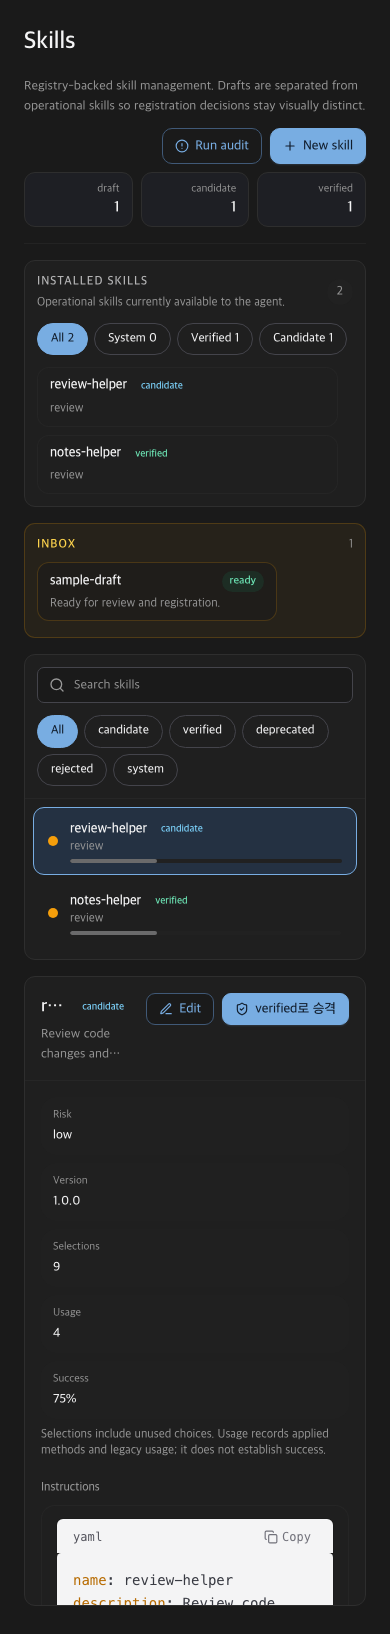 Skills
Registry-backed skill management. Drafts are separated from
operational skills so registration decisions stay visually distinct.
Run audit
New skill
draft
1
candidate
1
verified
1
INSTALLED SKILLS
Operational skills currently available to the agent.
2
All 2
System 0
Verified 1
Candidate 1
review-helper candidate
review
notes-helper verified
review
INBOX
1
sample-draft
ready
Ready for review and registration.
Search skills
All
candidate
verified
deprecated
rejected
system
review-helper candidate
review
notes-helper verified
review
r… candidate
Edit
verified로 승격
Review code
changes and…
Risk
low
Version
1.0.0
Selections
9
Usage
4
Success
75%
Selections include unused choices. Usage records applied
methods and legacy usage; it does not establish success.
Instructions
yaml
Copy
name: review-helper
description: Review code